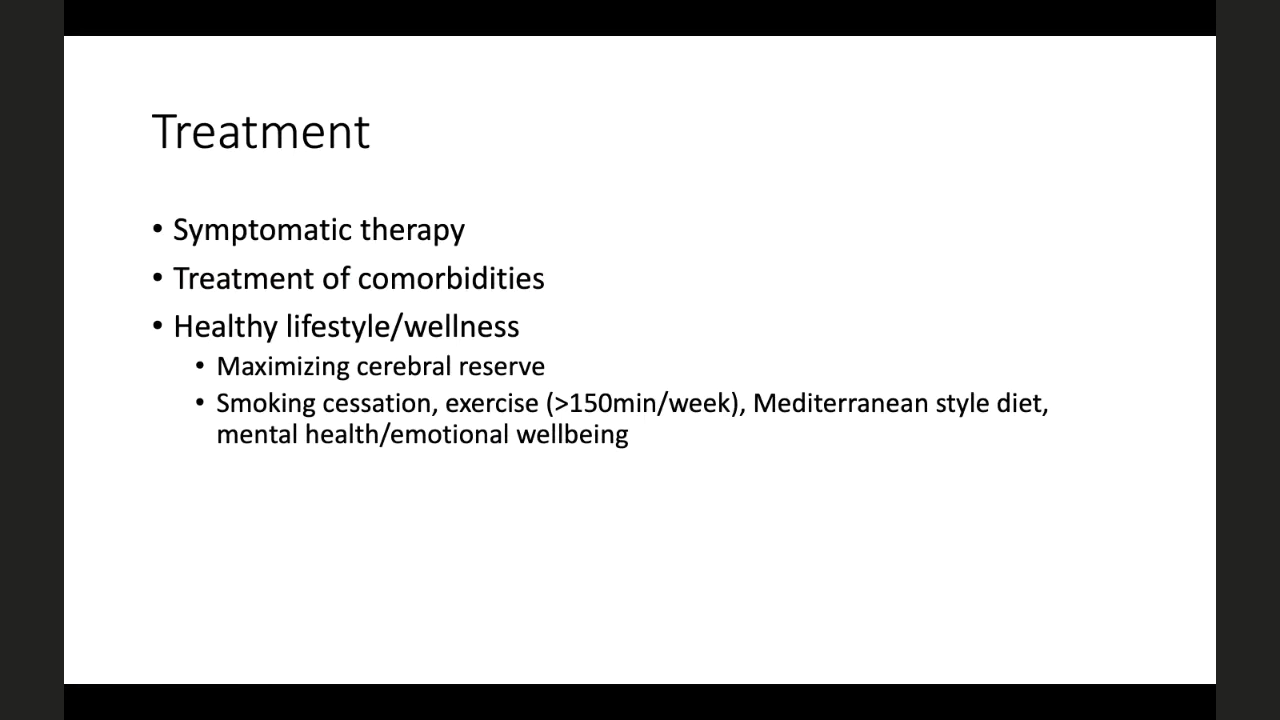 Treatment
• Symptomatic therapy
• Treatment of comorbidities
• Healthy lifestyle/wellness
• Maximizing cerebral reserve
• Smoking cessation, exercise (>150min/week), Mediterranean style diet,
mental health/emotional wellbeing